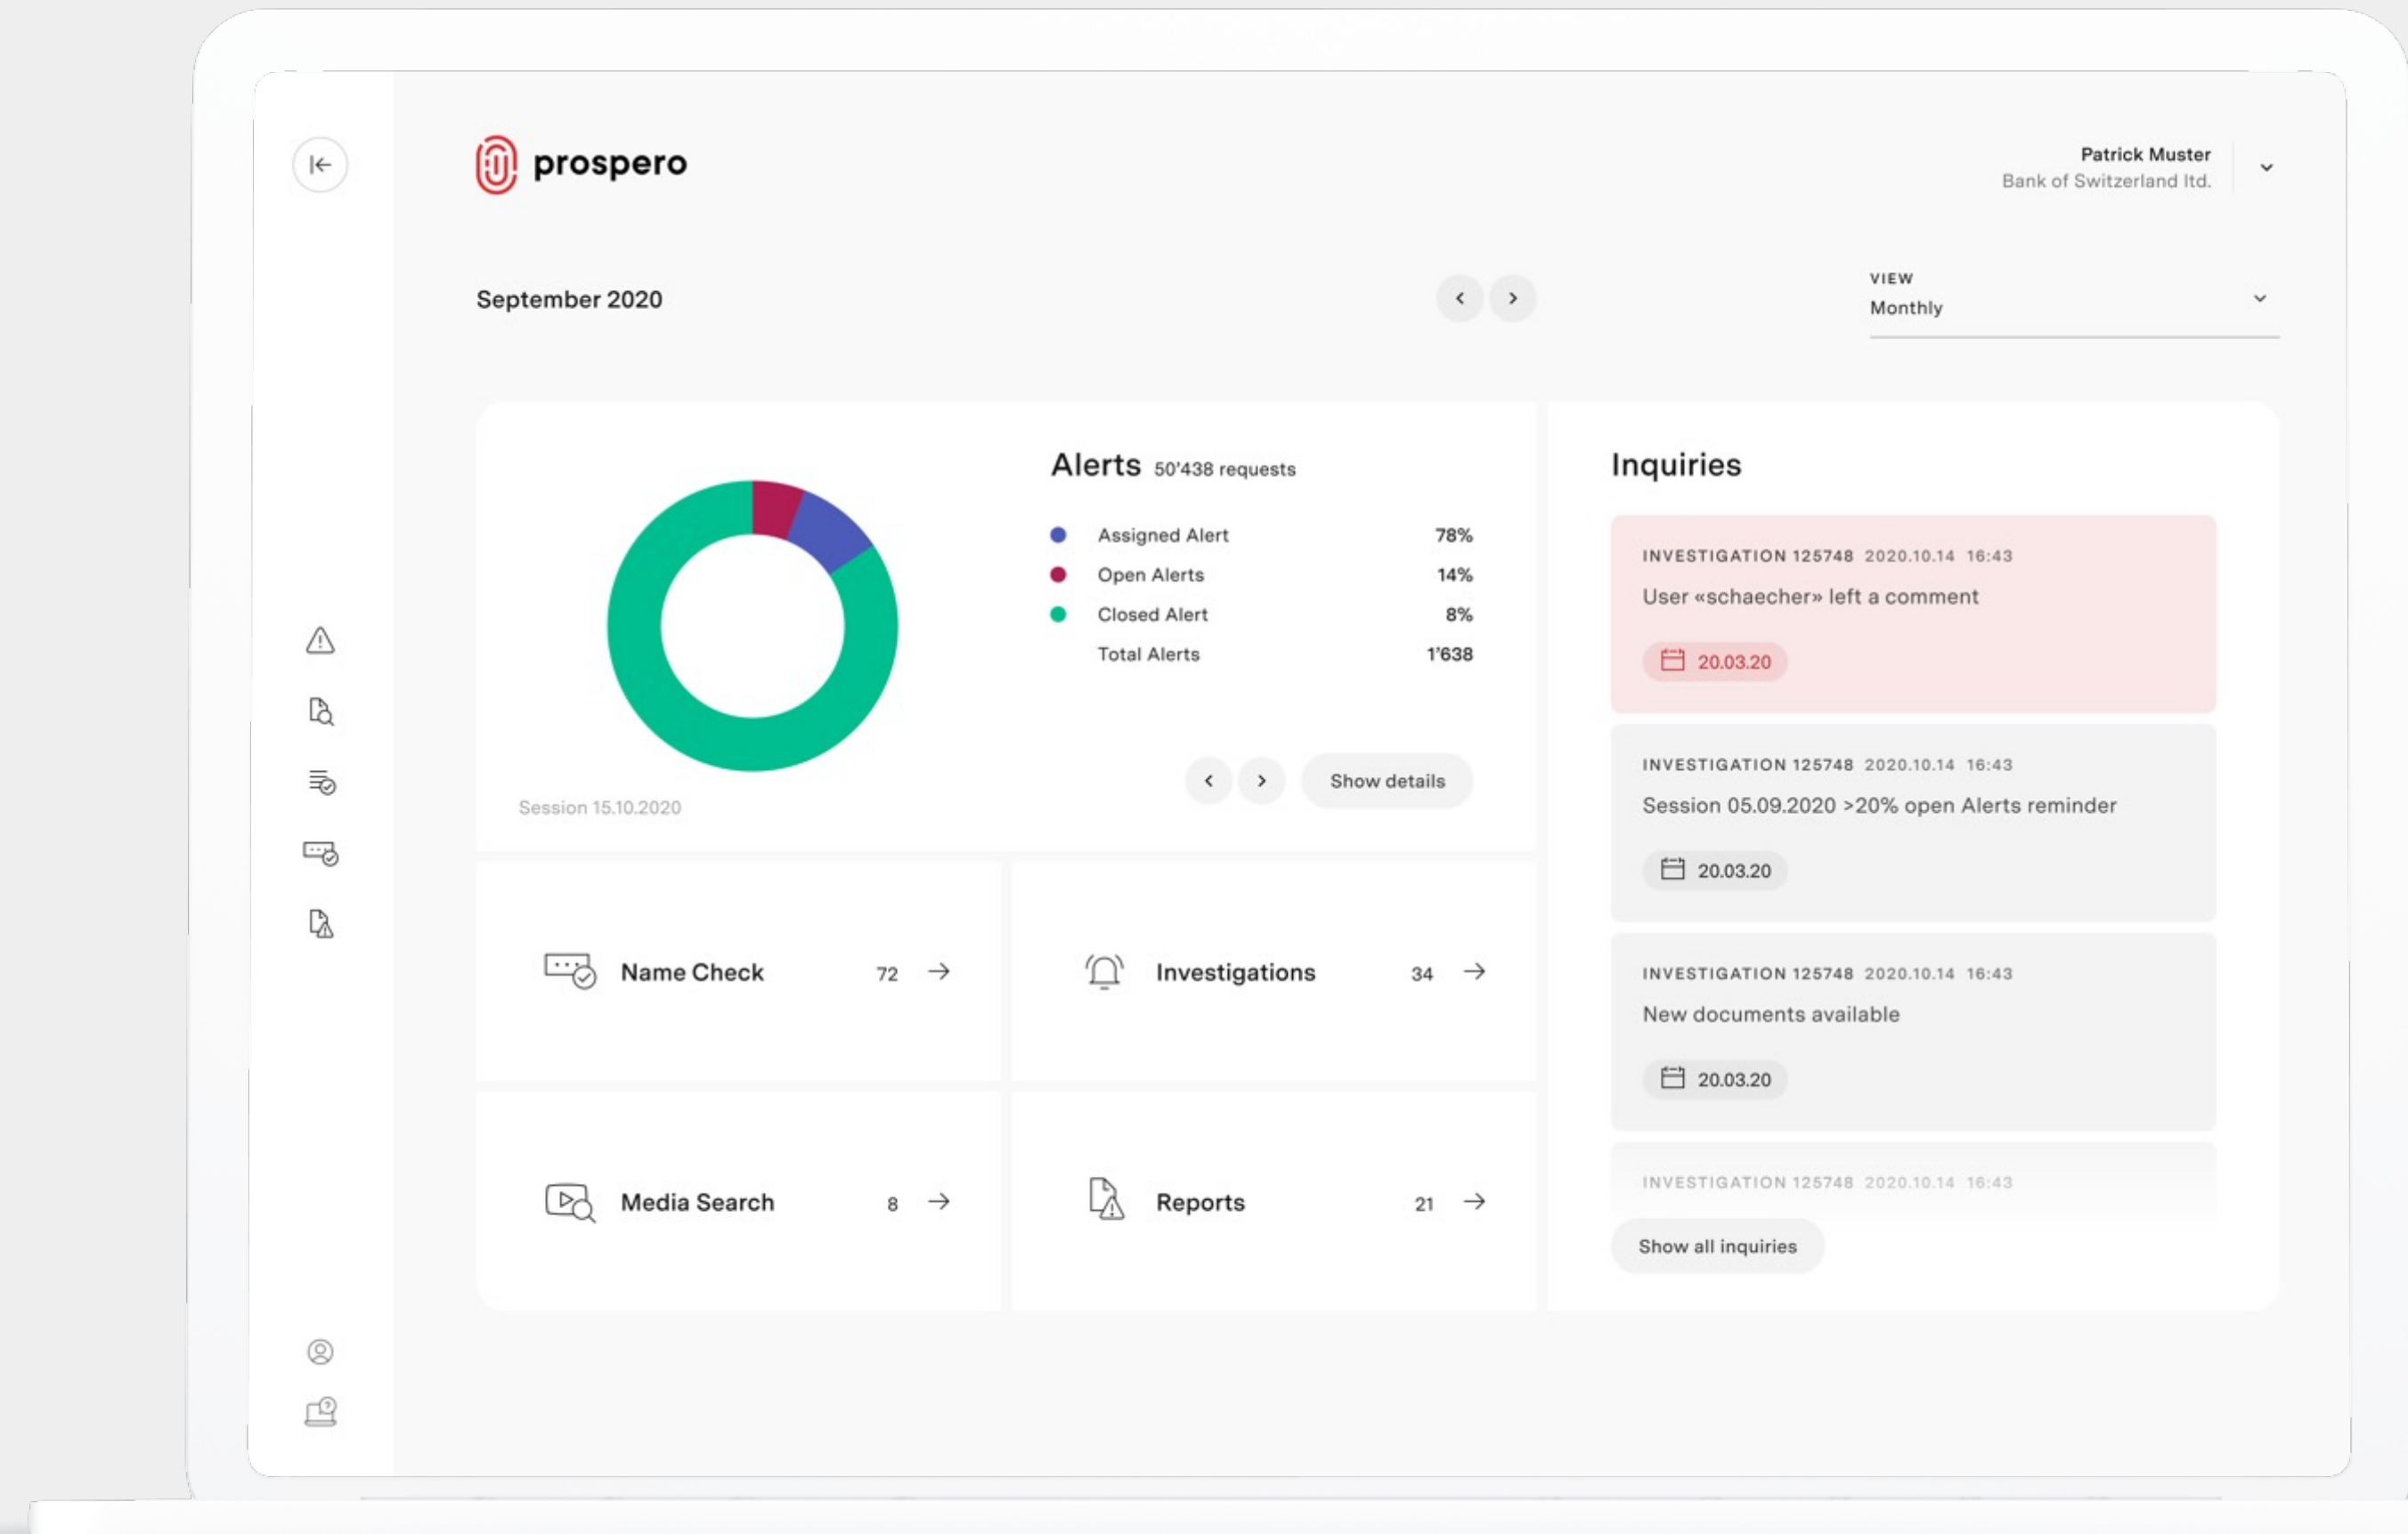 prospero
Patrick Muster
Bank of Switzerland ltd.
September 2020
VIEW
Monthly
Alerts 50'438 requests
Assigned Alert 78%
Open Alerts 14%
Closed Alert 8%
Total Alerts 1'638
Show details
Session 15.10.2020
Name Check 72
Investigations 34
Media Search 8
Reports 21
Inquiries
INVESTIGATION 125748 2020.10.14 16:43
User «schaecher» left a comment
20.03.20
INVESTIGATION 125748 2020.10.14 16:43
Session 05.09.2020 >20% open Alerts reminder
20.03.20
INVESTIGATION 125748 2020.10.14 16:43
New documents available
20.03.20
INVESTIGATION 125748 2020.10.14 16:43
Show all inquiries